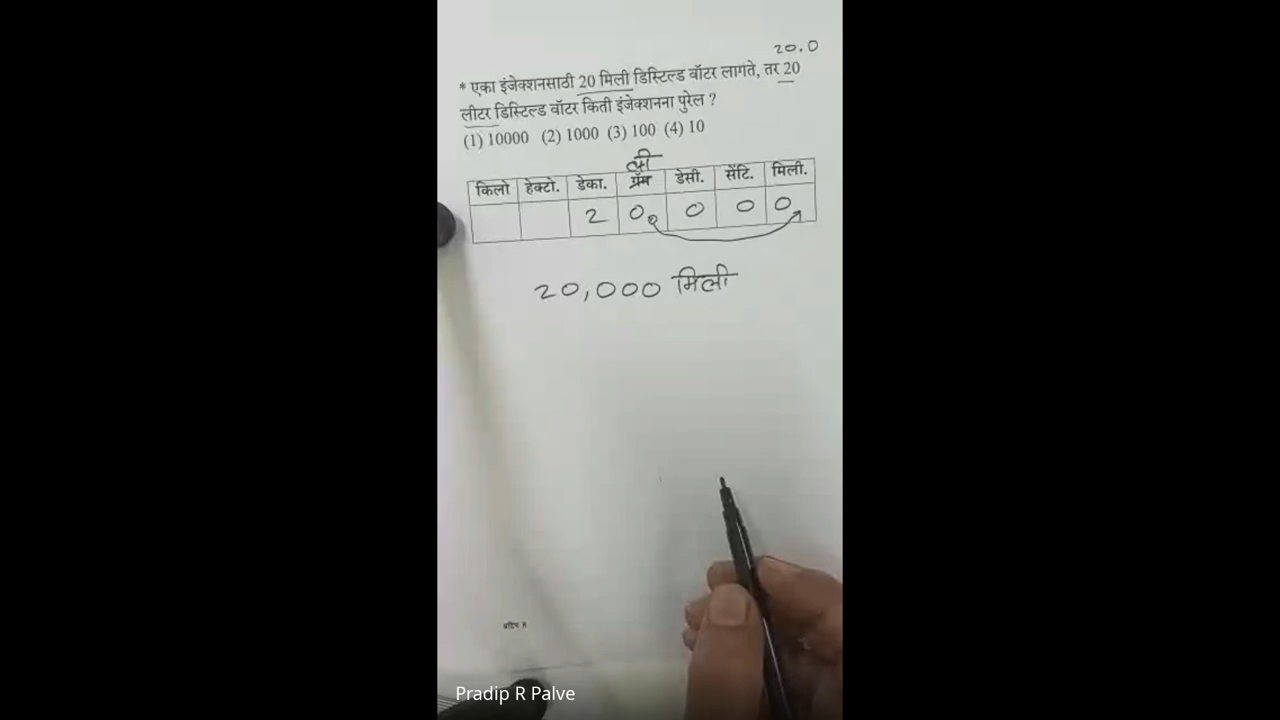 20.0
* एका इंजेक्शनसाठी 20 मिली डिस्टिल्ड वॉटर लागते, तर 20
लीटर डिस्टिल्ड वॉटर किती इंजेक्शनना पुरेल ?
(1) 10000 (2) 1000 (3) 100 (4) 10
ली
किलो हेक्टो. डेका. ग्रॅम डेसी. सेंटि. मिली.
2 0. 0 0 0
20,000 मिली
Pradip R Palve